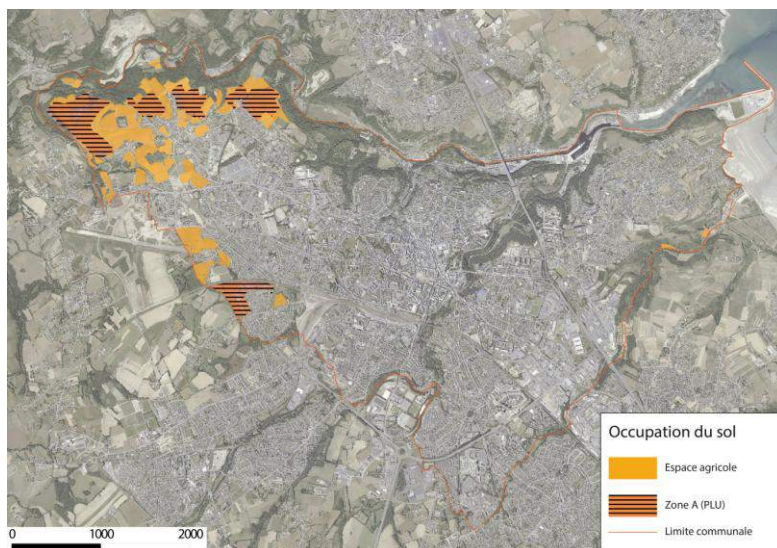 Occupation du sol
Espace agricole
Zone A (PLU)
Limite communale
0 1000 2000